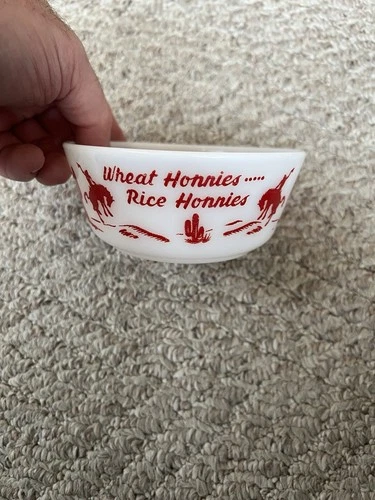 Wheat Honnies .....
Rice Honnies